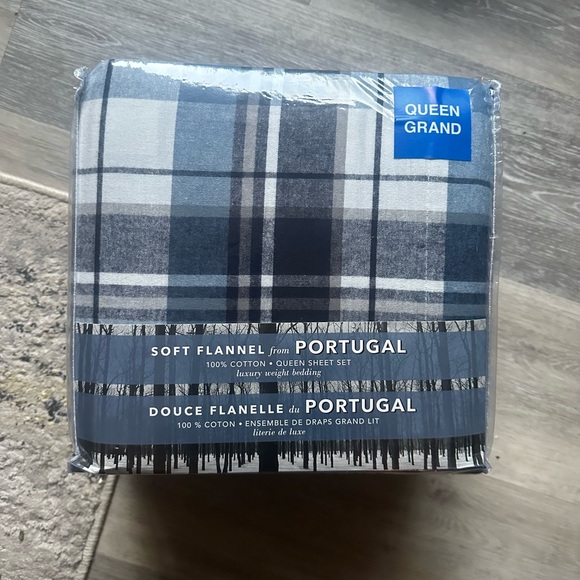 QUEEN
GRAND
SOFT FLANNEL from PORTUGAL
100% COTTON • QUEEN SHEET SET
luxury weight bedding
DOUCE FLANELLE du PORTUGAL
100 % COTON • ENSEMBLE DE DRAPS GRAND LIT
literie de luxe